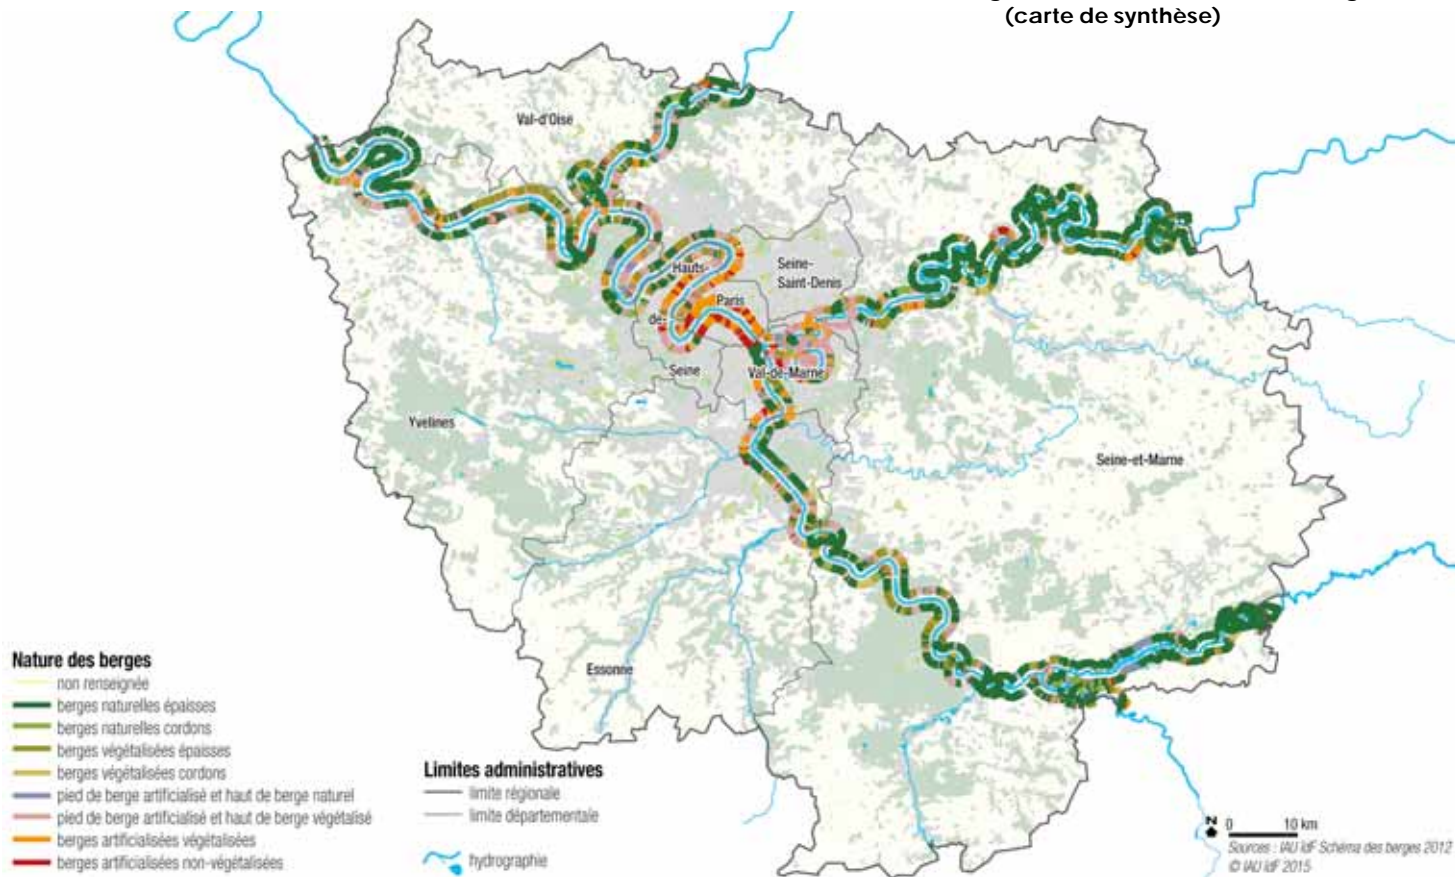 (carte de synthèse)
Val-d'Oise
Hauts-
Seine-
Saint-Denis
Paris
de-
Seine
Val-de-Marne
Yvelines
Seine-et-Marne
Essonne
Nature des berges
non renseignée
berges naturelles épaisses
berges naturelles cordons
berges végétalisées épaisses
berges végétalisées cordons
pied de berge artificialisé et haut de berge naturel
pied de berge artificialisé et haut de berge végétalisé
berges artificialisées végétalisées
berges artificialisées non-végétalisées
Limites administratives
limite régionale
limite départementale
hydrographie
N
0 10 km
Sources : IAU îdF Schéma des berges 2012
© IAU îdF 2015